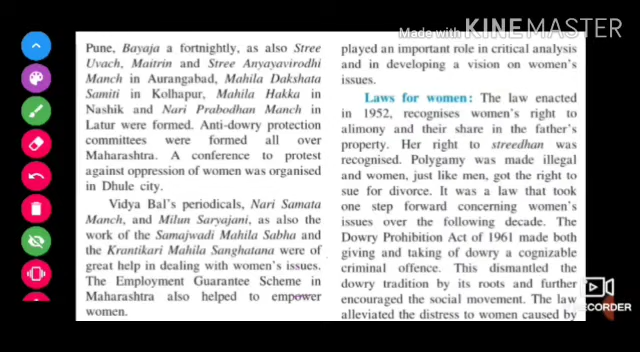 Made with KINEMASTER
Pune, Bayaja a fortnightly, as also Stree
Uvach, Maitrin and Stree Anyayavirodhi
Manch in Aurangabad, Mahila Dakshata
Samiti in Kolhapur, Mahila Hakka in
Nashik and Nari Prabodhan Manch in
Latur were formed. Anti-dowry protection
committees were formed all over
Maharashtra. A conference to protest
against oppression of women was organised
in Dhule city.
Vidya Bal's periodicals, Nari Samata
Manch, and Milun Saryajani, as also the
work of the Samajwadi Mahila Sabha and
the Krantikari Mahila Sanghatana were of
great help in dealing with women's issues.
The Employment Guarantee Scheme in
Maharashtra also helped to empower
women.
played an important role in critical analysis
and in developing a vision on women's
issues.
Laws for women: The law enacted
in 1952, recognises women's right to
alimony and their share in the father's
property. Her right to streedhan was
recognised. Polygamy was made illegal
and women, just like men, got the right to
sue for divorce. It was a law that took
one step forward concerning women's
issues over the following decade. The
Dowry Prohibition Act of 1961 made both
giving and taking of dowry a cognizable
criminal offence. This dismantled the
dowry tradition by its roots and further
encouraged the social movement. The law
alleviated the distress to women caused by
ECORDER